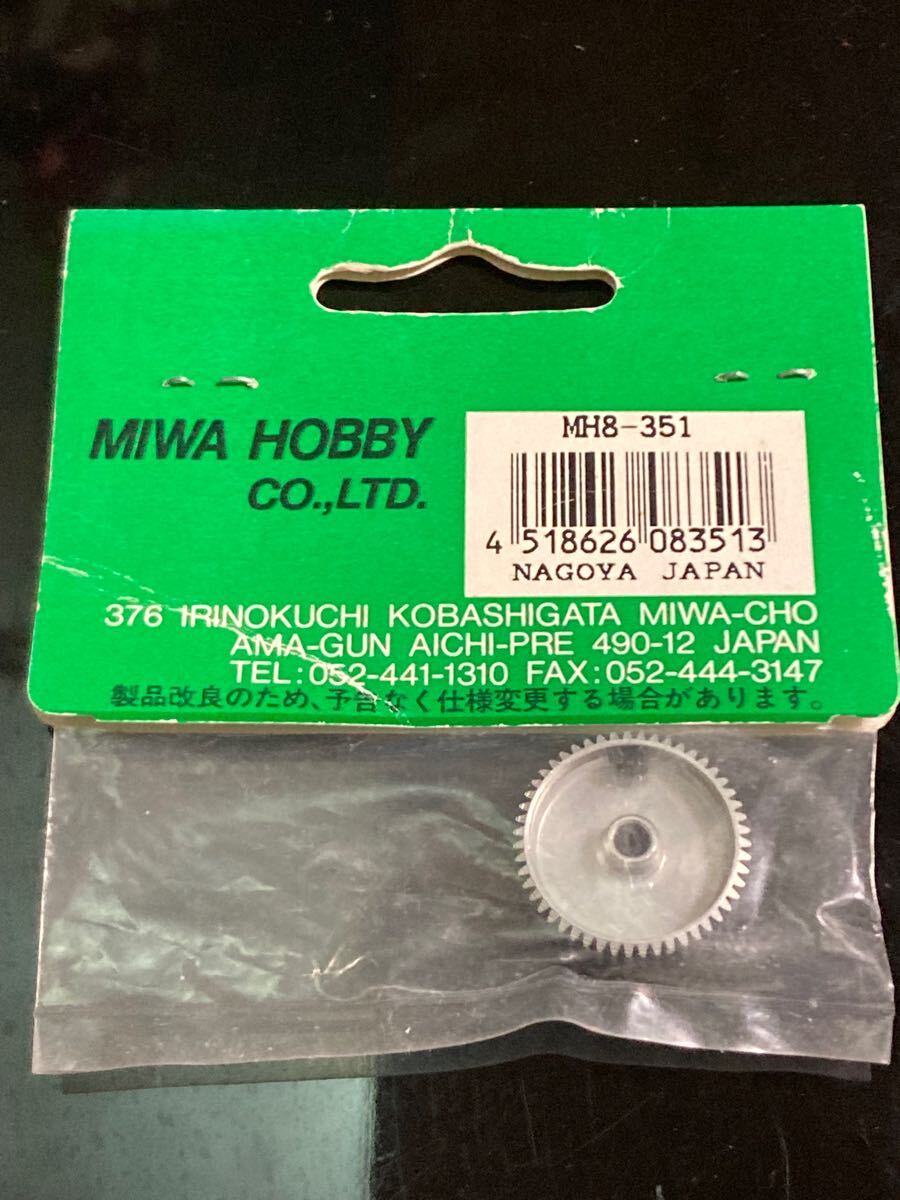 MIWA HOBBY
CO.,LTD.
MH8-351
4 518626 083513
NAGOYA JAPAN
376 IRINOKUCHI KOBASHIGATA MIWA-CHO
AMA-GUN AICHI-PRE 490-12 JAPAN
TEL:052-441-1310 FAX:052-444-3147
製品改良のため、予告なく仕様変更する場合があります。